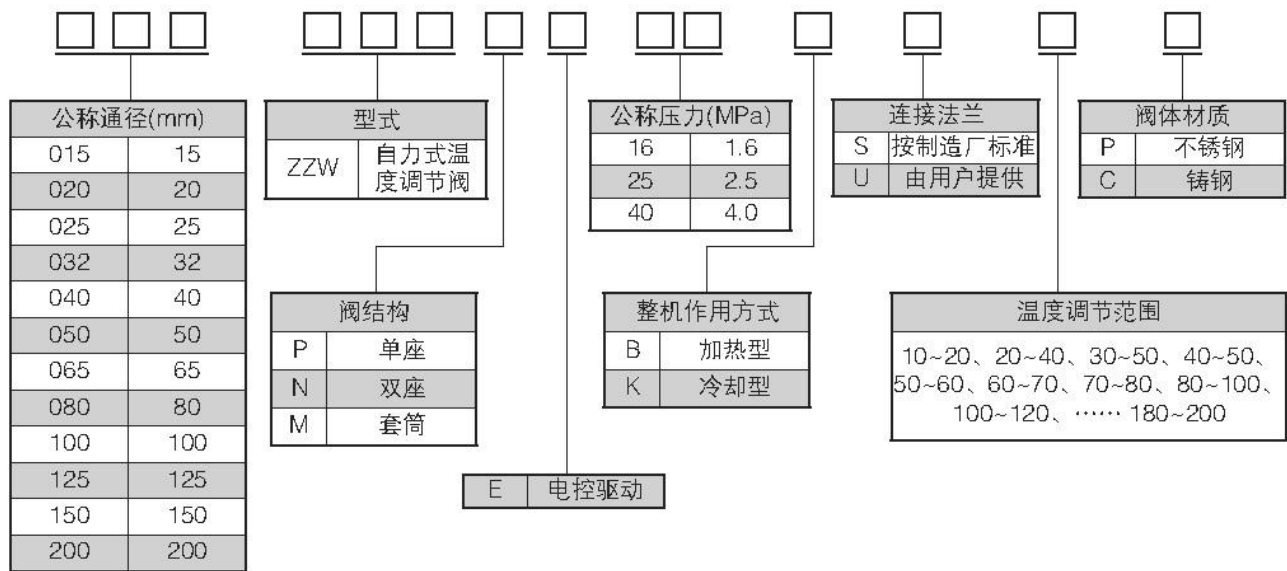 公称通径(mm)
015 15
020 20
025 25
032 32
040 40
050 50
065 65
080 80
100 100
125 125
150 150
200 200
型式
ZZW 自力式温
度调节阀
阀结构
P 单座
N 双座
M 套筒
E 电控驱动
公称压力(MPa)
16 1.6
25 2.5
40 4.0
整机作用方式
B 加热型
K 冷却型
连接法兰
S 按制造厂标准
U 由用户提供
温度调节范围
10~20、20~40、30~50、40~50、
50~60、60~70、70~80、80~100、
100~120、…… 180~200
阀体材质
P 不锈钢
C 铸钢